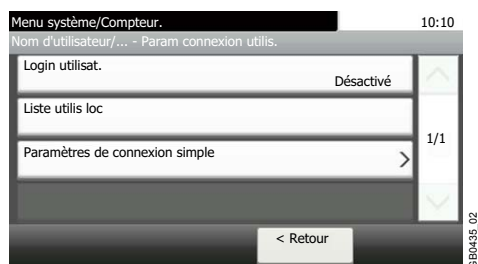 Menu système/Compteur. 10:10
Nom d'utilisateur/... - Param connexion utilis.
Login utilisat.
Désactivé
Liste utilis loc
1/1
Paramètres de connexion simple
< Retour
GB0435_02